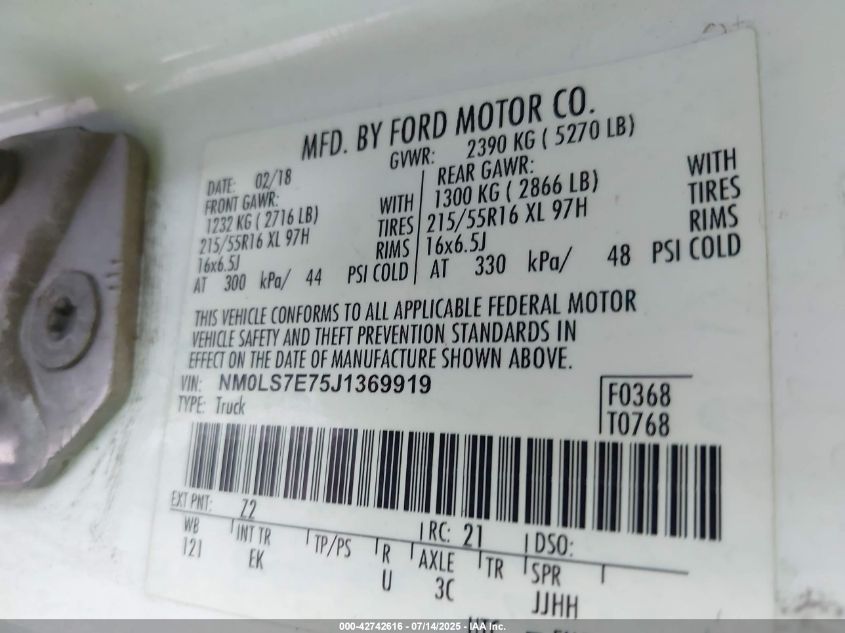 MFD. BY FORD MOTOR CO.
DATE: 02/18 GVWR: 2390 KG ( 5270 LB)
FRONT GAWR: REAR GAWR:
1232 KG ( 2716 LB) WITH 1300 KG ( 2866 LB) WITH
215/55R16 XL 97H TIRES 215/55R16 XL 97H TIRES
16x6.5J RIMS 16x6.5J RIMS
AT 300 kPa/ 44 PSI COLD AT 330 kPa/ 48 PSI COLD
THIS VEHICLE CONFORMS TO ALL APPLICABLE FEDERAL MOTOR
VEHICLE SAFETY AND THEFT PREVENTION STANDARDS IN
EFFECT ON THE DATE OF MANUFACTURE SHOWN ABOVE.
VIN: NM0LS7E75J1369919
TYPE: Truck
F0368
T0768
EXT PNT: Z2 RC: 21 DSO:
WB INT TR TP/PS R AXLE TR SPR
121 EK U 3C JJHH
000-42742616 - 07/14/2025 - IAAI.COM